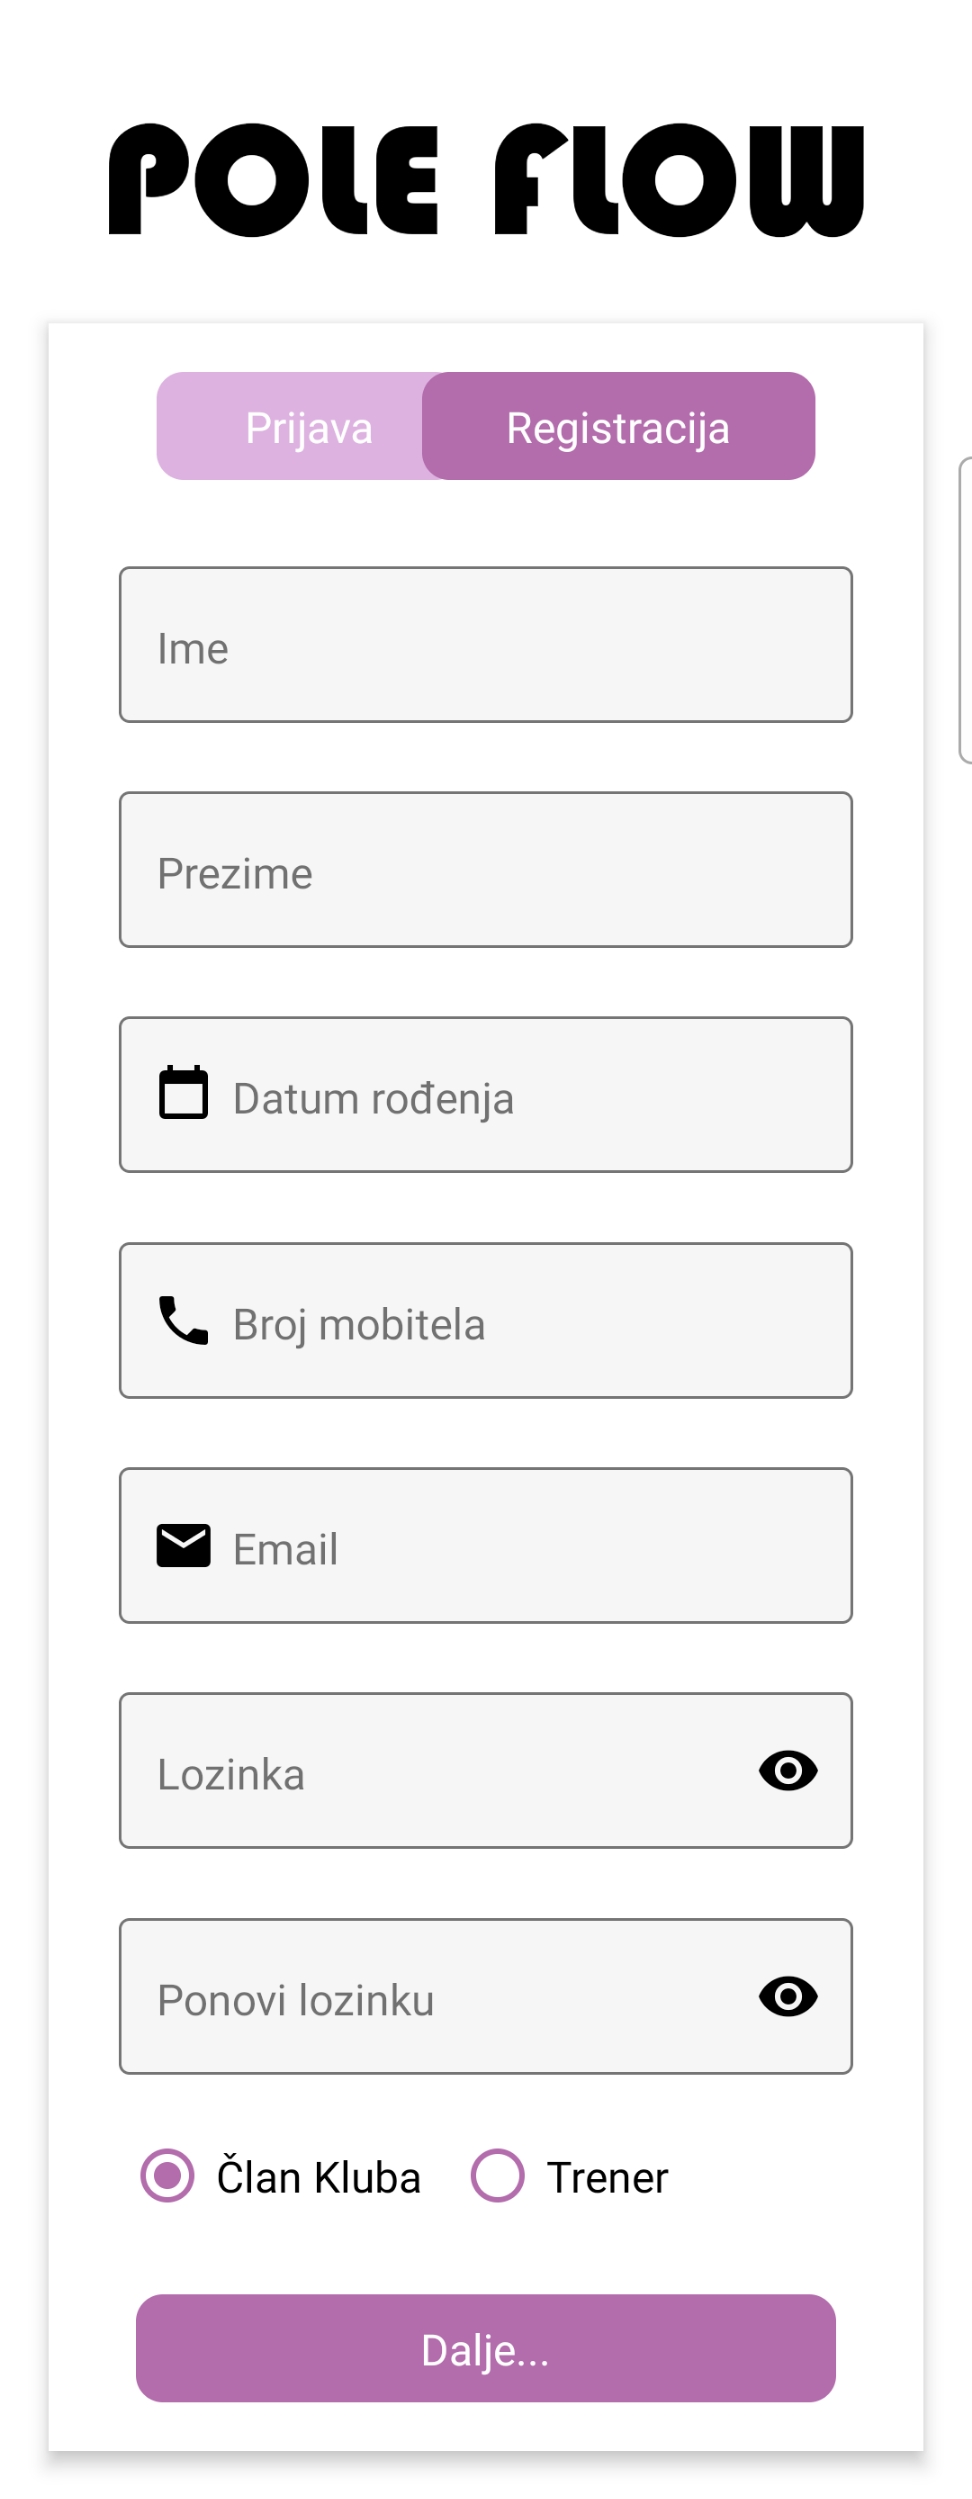 POLE FLOW
Prijava Registracija
Ime
Prezime
Datum rođenja
Broj mobitela
Email
Lozinka
Ponovi lozinku
Član Kluba Trener
Dalje...